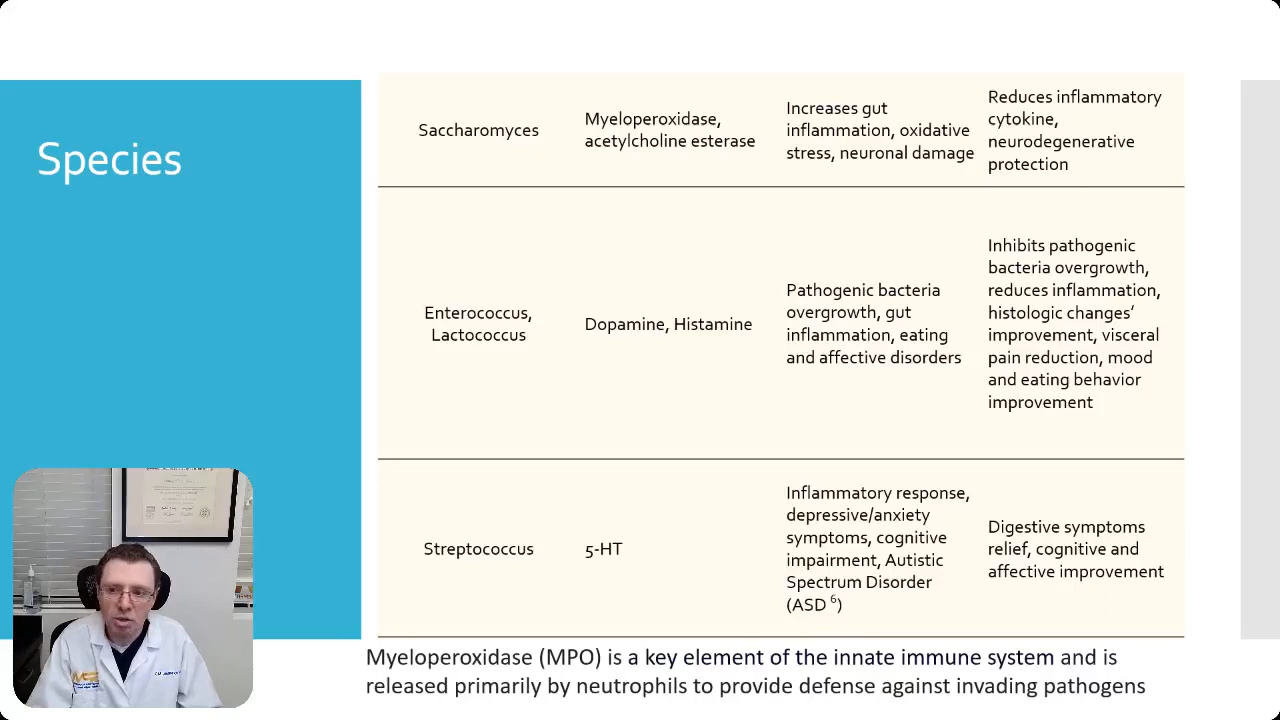 Species
Saccharomyces
Myeloperoxidase,
acetylcholine esterase
Increases gut
inflammation, oxidative
stress, neuronal damage
Reduces inflammatory
cytokine,
neurodegenerative
protection
Enterococcus,
Lactococcus
Dopamine, Histamine
Pathogenic bacteria
overgrowth, gut
inflammation, eating
and affective disorders
Inhibits pathogenic
bacteria overgrowth,
reduces inflammation,
histologic changes’
improvement, visceral
pain reduction, mood
and eating behavior
improvement
Streptococcus
5-HT
Inflammatory response,
depressive/anxiety
symptoms, cognitive
impairment, Autistic
Spectrum Disorder
(ASD 6)
Digestive symptoms
relief, cognitive and
affective improvement
Myeloperoxidase (MPO) is a key element of the innate immune system and is
released primarily by neutrophils to provide defense against invading pathogens